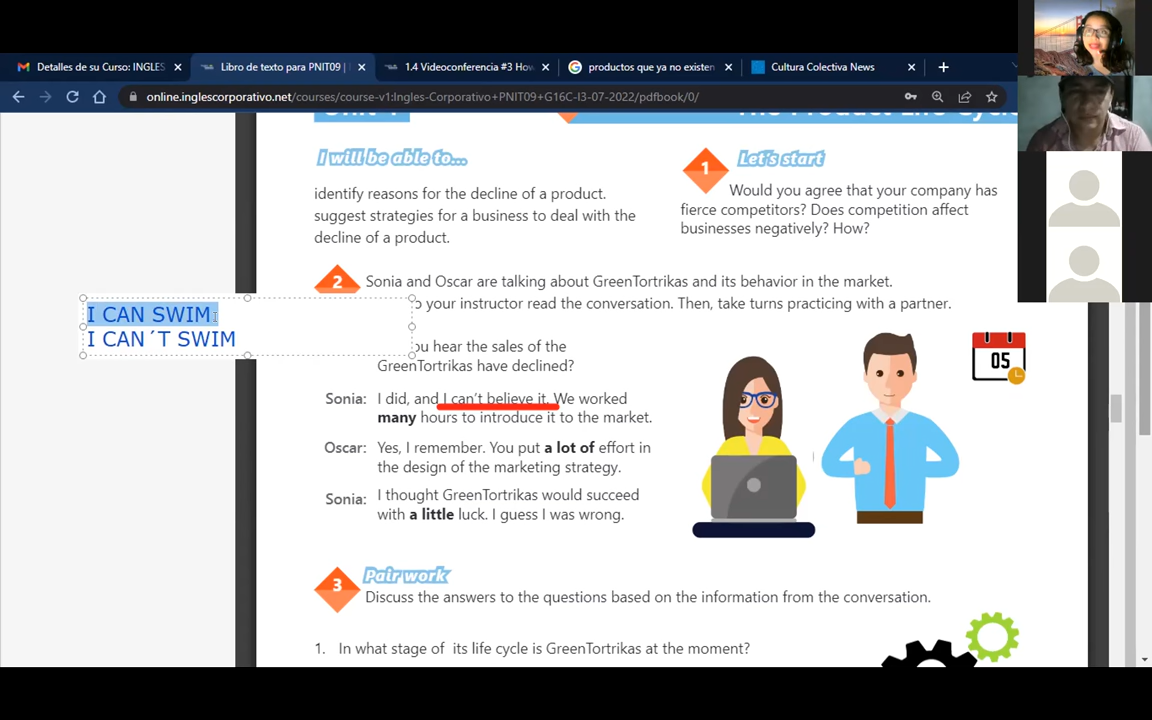 Detalles de su Curso: INGLES
Libro de texto para PNIT09 |
1.4 Videoconferencia #3 How
productos que ya no existen
Cultura Colectiva News
online.inglescorporativo.net/courses/course-v1:Ingles-Corporativo+PNIT09+G16C-I3-07-2022/pdfbook/0/
I will be able to...
identify reasons for the decline of a product.
suggest strategies for a business to deal with the
decline of a product.
1
Let's start
Would you agree that your company has
fierce competitors? Does competition affect
businesses negatively? How?
2
Sonia and Oscar are talking about GreenTortrikas and its behavior in the market.
o your instructor read the conversation. Then, take turns practicing with a partner.
I CAN SWIM
I CAN´T SWIM
u hear the sales of the
GreenTortrikas have declined?
Sonia: I did, and I can't believe it. We worked
many hours to introduce it to the market.
Oscar: Yes, I remember. You put a lot of effort in
the design of the marketing strategy.
Sonia: I thought GreenTortrikas would succeed
with a little luck. I guess I was wrong.
05
3
Pair work
Discuss the answers to the questions based on the information from the conversation.
1. In what stage of its life cycle is GreenTortrikas at the moment?